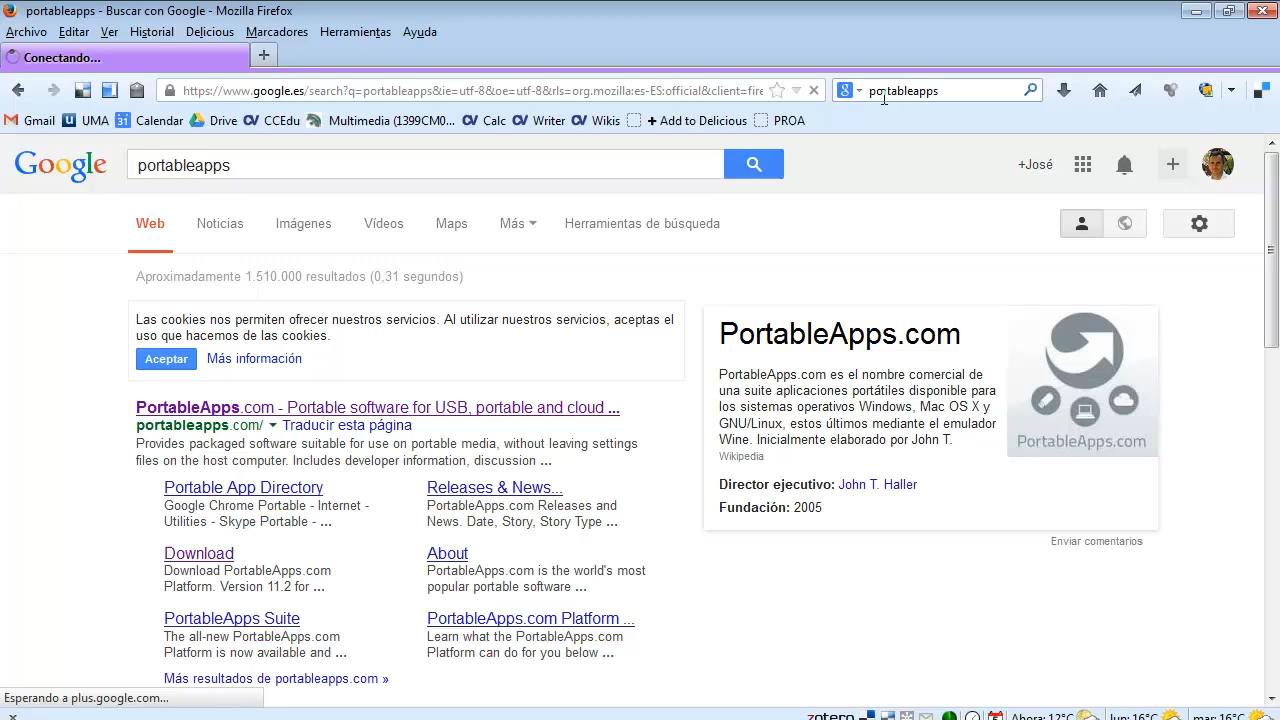 portableapps - Buscar con Google - Mozilla Firefox
Archivo Editar Ver Historial Delicious Marcadores Herramientas Ayuda
Conectando...
https://www.google.es/search?q=portableapps&ie=utf-8&oe=utf-8&rls=org.mozilla:es-ES:official&client=fire
portableapps
Gmail UMA Calendar Drive CCEdu Multimedia (1399CM0... Calc Writer Wikis + Add to Delicious PROA
Google portableapps +José
Web Noticias Imágenes Vídeos Maps Más Herramientas de búsqueda
Aproximadamente 1.510.000 resultados (0,31 segundos)
Las cookies nos permiten ofrecer nuestros servicios. Al utilizar nuestros servicios, aceptas el
uso que hacemos de las cookies.
Aceptar Más información
PortableApps.com - Portable software for USB, portable and cloud ...
portableapps.com/ Traducir esta página
Provides packaged software suitable for use on portable media, without leaving settings
files on the host computer. Includes developer information, discussion ...
Portable App Directory
Google Chrome Portable - Internet -
Utilities - Skype Portable - ...
Releases & News...
PortableApps.com Releases and
News. Date, Story, Story Type ...
Download
Download PortableApps.com
Platform. Version 11.2 for ...
About
PortableApps.com is the world's most
popular portable software ...
PortableApps Suite
The all-new PortableApps.com
Platform is now available and ...
PortableApps.com Platform ...
Learn what the PortableApps.com
Platform can do for you below ...
Más resultados de portableapps.com »
PortableApps.com
PortableApps.com es el nombre comercial de
una suite aplicaciones portátiles disponible para
los sistemas operativos Windows, Mac OS X y
GNU/Linux, estos últimos mediante el emulador
Wine. Inicialmente elaborado por John T.
Wikipedia
Director ejecutivo: John T. Haller
Fundación: 2005
PortableApps.com
Enviar comentarios
Esperando a plus.google.com...
zotero Ahora: 12°C lun: 16°C mar: 16°C